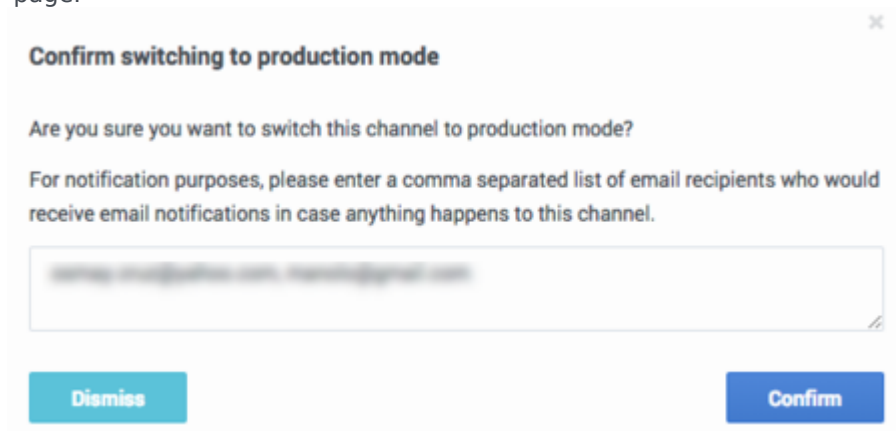 page.
Confirm switching to production mode
Are you sure you want to switch this channel to production mode?
For notification purposes, please enter a comma separated list of email recipients who would
receive email notifications in case anything happens to this channel.
Dismiss
Confirm